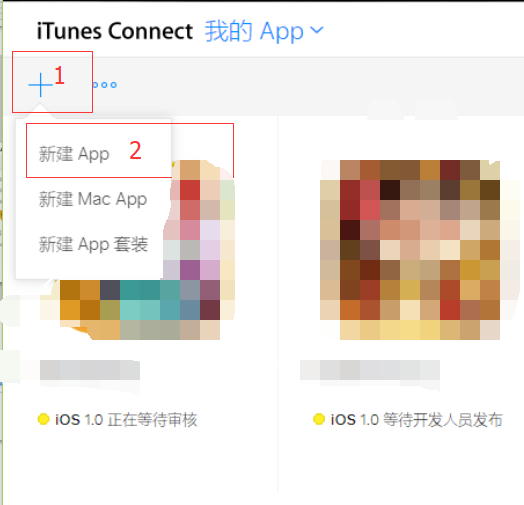 iTunes Connect 我的 App
1
新建 App 2
新建 Mac App
新建 App 套装
iOS 1.0 正在等待审核
iOS 1.0 等待开发人员发布